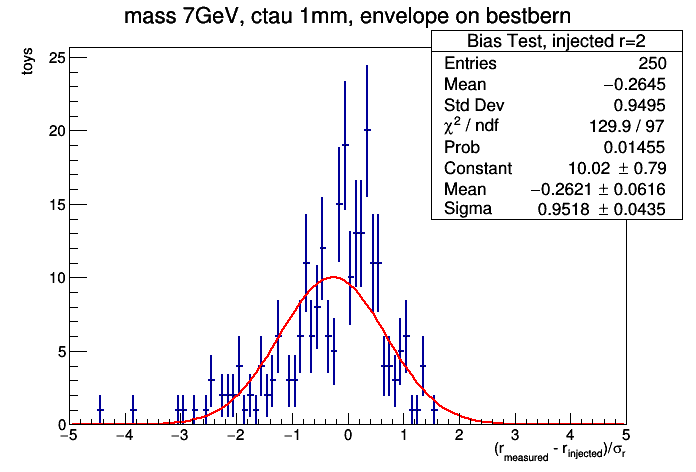 mass 7GeV, ctau 1mm, envelope on bestbern
Bias Test, injected r=2
Entries 250
Mean −0.2645
Std Dev 0.9495
χ² / ndf 129.9 / 97
Prob 0.01455
Constant 10.02 ± 0.79
Mean −0.2621 ± 0.0616
Sigma 0.9518 ± 0.0435
toys
25
20
15
10
5
0
−5 −4 −3 −2 −1 0 1 2 3 4 5
(r_measured - r_injected)/σ_r